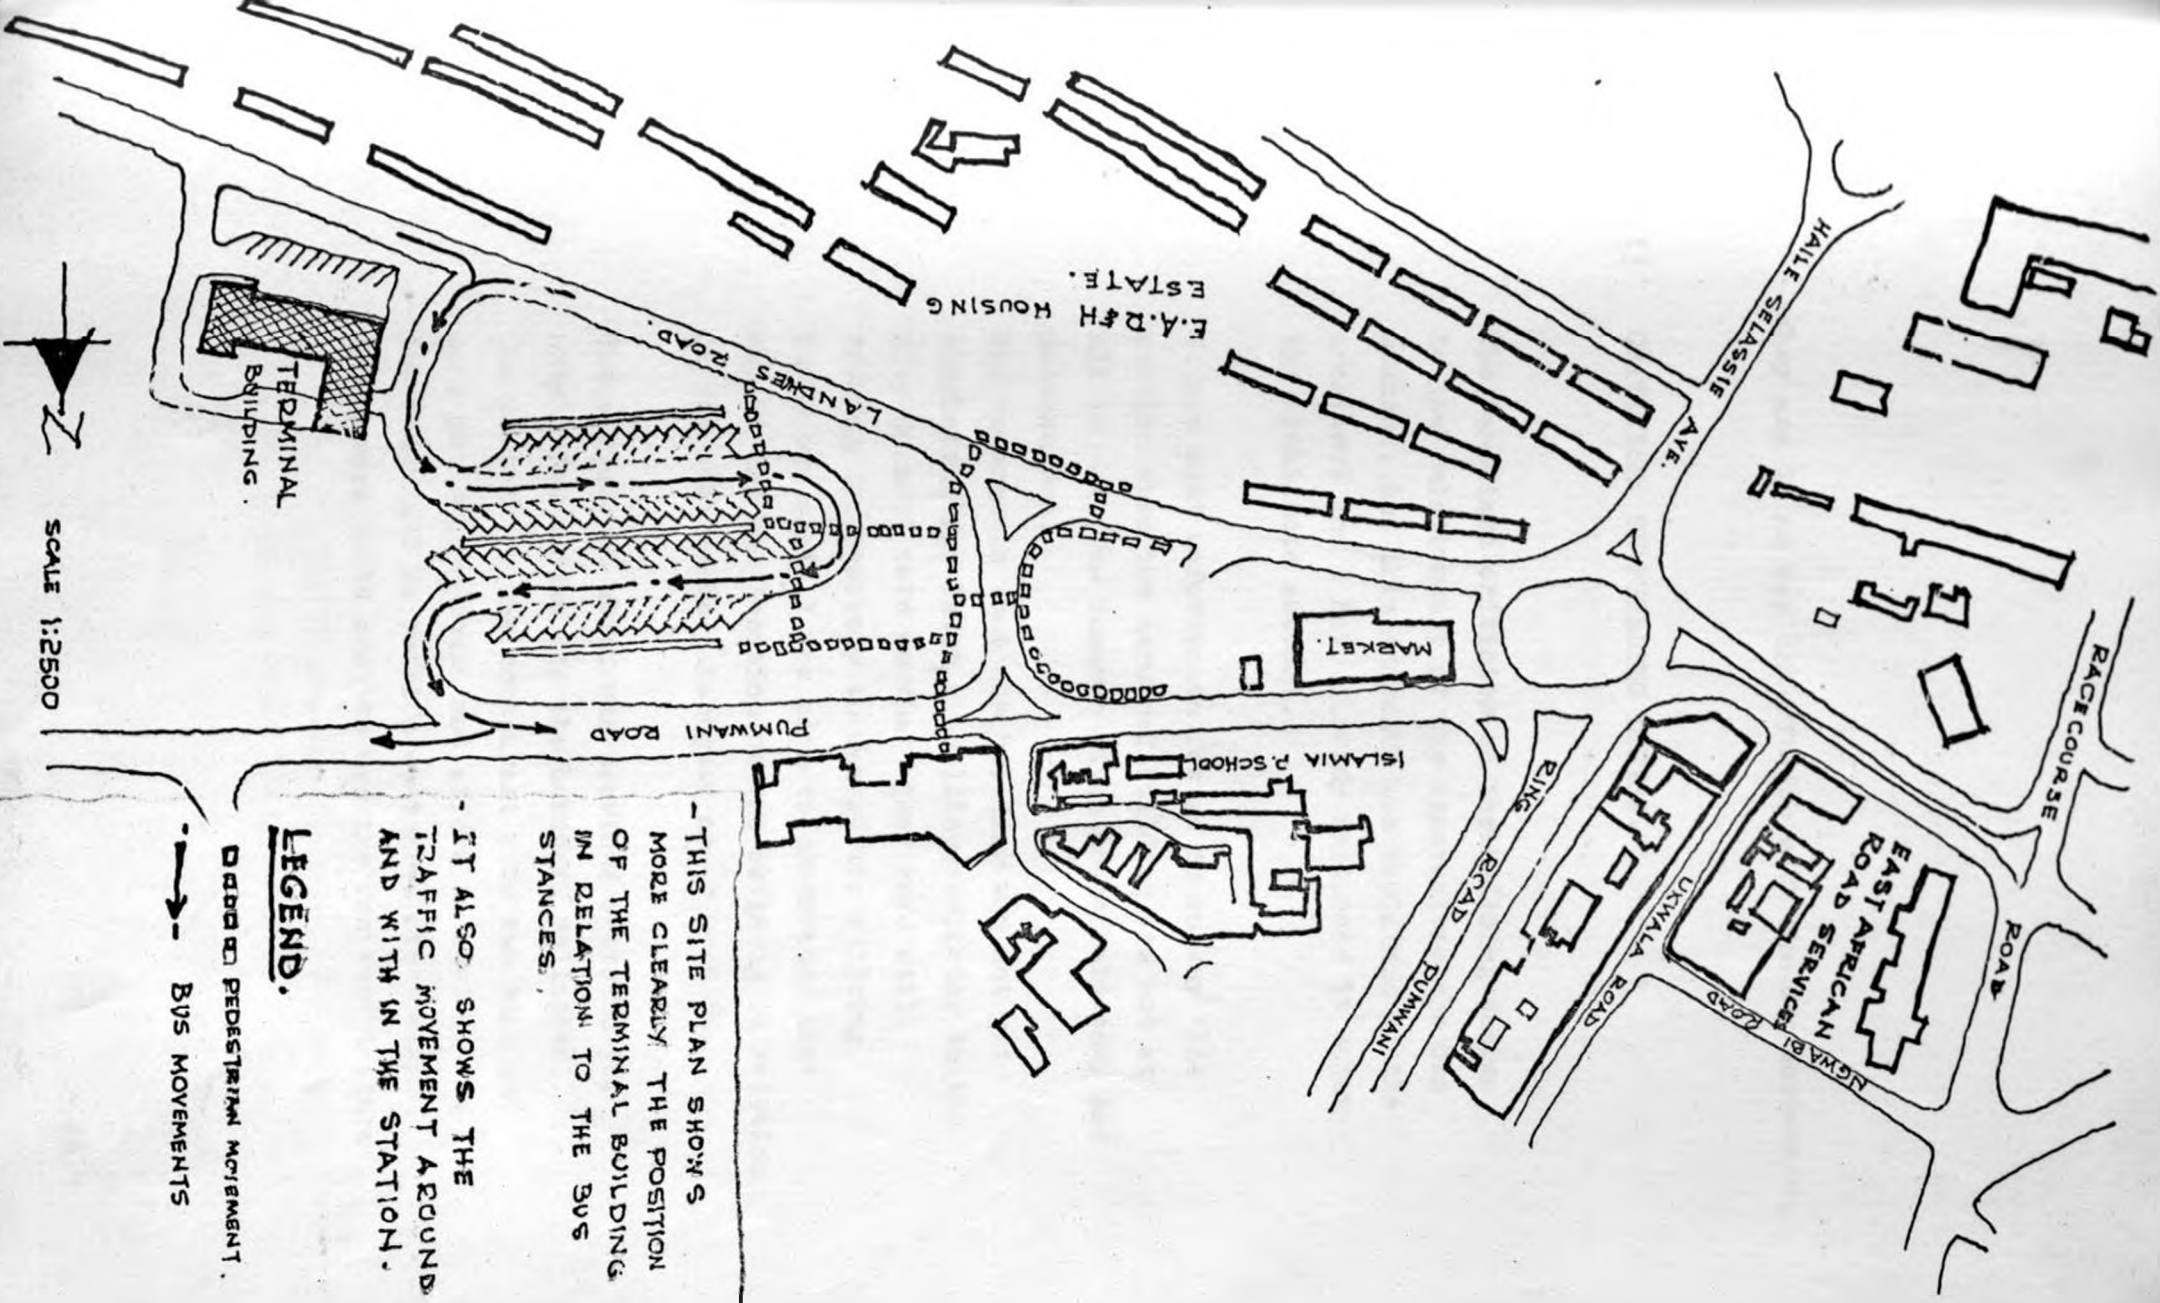 HAILE SELASSIE
AVE.
E.A.R&H HOUSING
ESTATE.
LANDHIES ROAD.
TERMINAL
BUILDING.
N
SCALE 1:2500
MARKET.
PUMWANI ROAD
ISLAMIA P. SCHOOL
RING ROAD PUMWANI
UKWALA ROAD
NGWABI ROAD
EAST AFRICAN
ROAD SERVICES
RACECOURSE ROAD
- THIS SITE PLAN SHOWS
MORE CLEARLY THE POSITION
OF THE TERMINAL BUILDING
IN RELATION TO THE BUS
STANCES.
- IT ALSO SHOWS THE
TRAFFIC MOVEMENT AROUND
AND WITH IN THE STATION.
LEGEND.
PEDESTRIAN MOVEMENT.
BUS MOVEMENTS